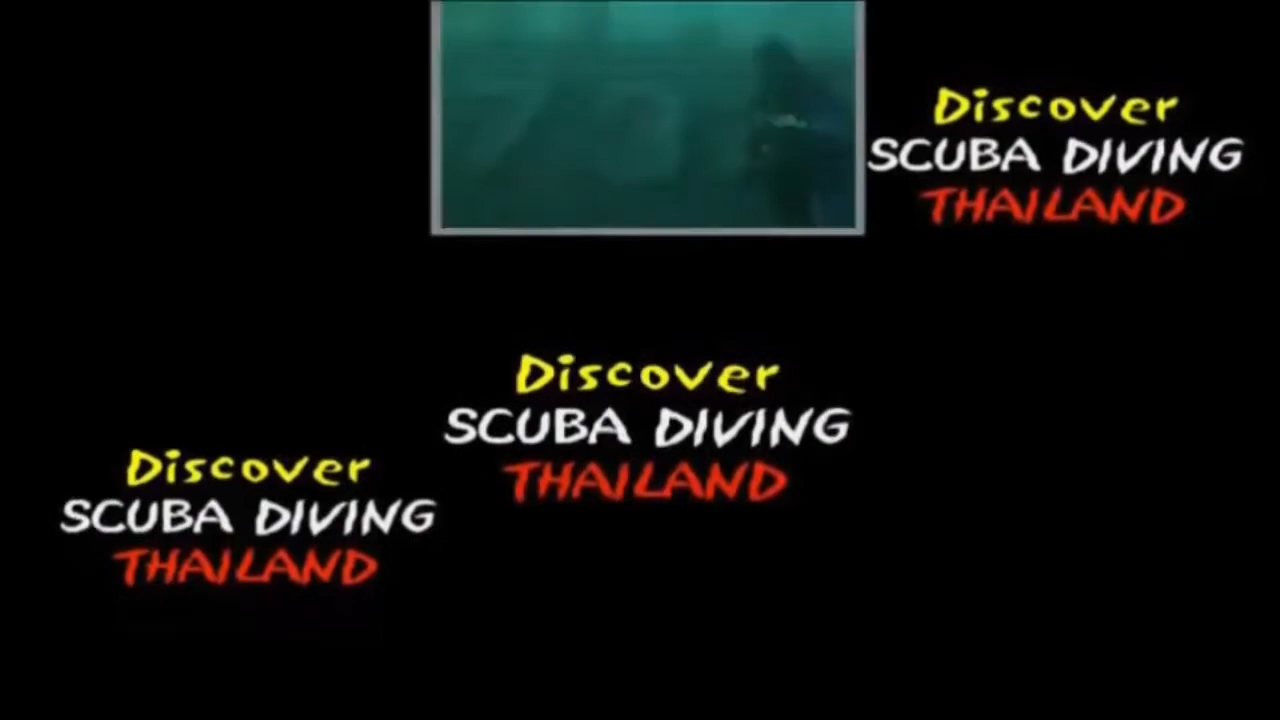 Discover
SCUBA DIVING
THAILAND
Discover
SCUBA DIVING
THAILAND
Discover
SCUBA DIVING
THAILAND